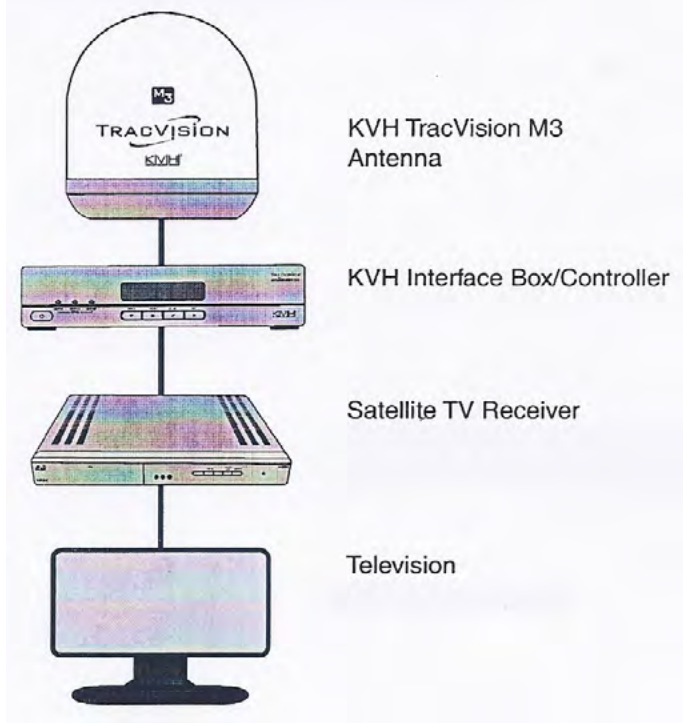 M3
TRACVISION
KVH
KVH TracVision M3
Antenna
KVH Interface Box/Controller
KVH
Satellite TV Receiver
Television